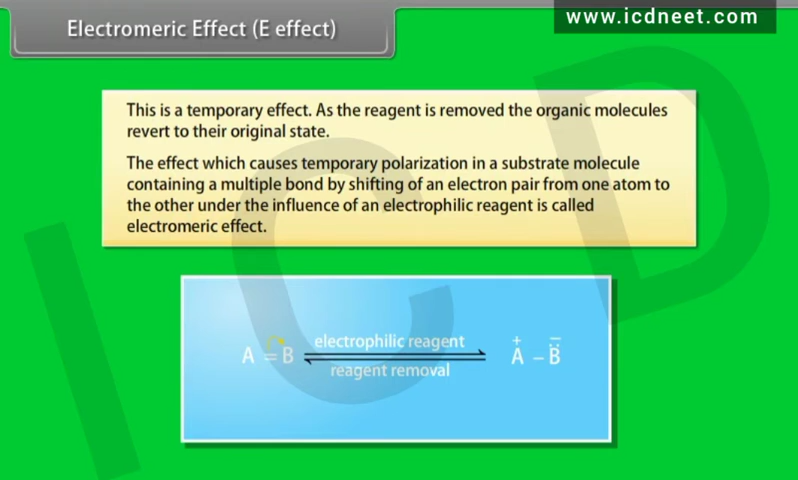 www.icdneet.com
Electromeric Effect (E effect)
This is a temporary effect. As the reagent is removed the organic molecules
revert to their original state.
The effect which causes temporary polarization in a substrate molecule
containing a multiple bond by shifting of an electron pair from one atom to
the other under the influence of an electrophilic reagent is called
electromeric effect.
electrophilic reagent
A = B ⇌ A⁺ – B̈⁻
reagent removal
ICD